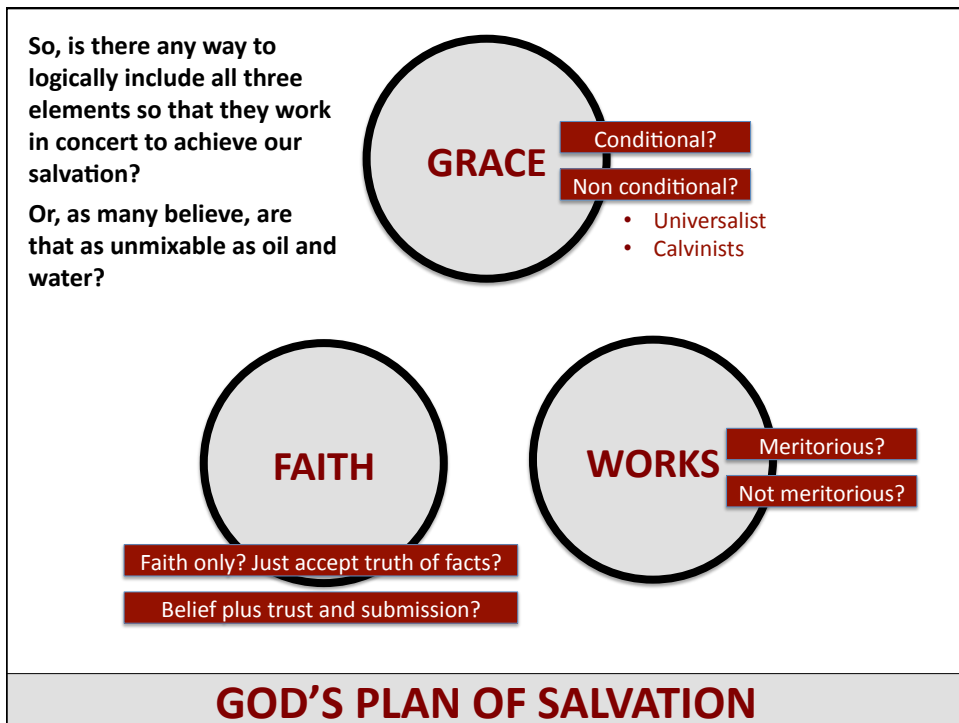 So, is there any way to
logically include all three
elements so that they work
in concert to achieve our
salvation?
Or, as many believe, are
that as unmixable as oil and
water?
GRACE
Conditional?
Non conditional?
• Universalist
• Calvinists
FAITH
Faith only? Just accept truth of facts?
Belief plus trust and submission?
WORKS
Meritorious?
Not meritorious?
GOD’S PLAN OF SALVATION